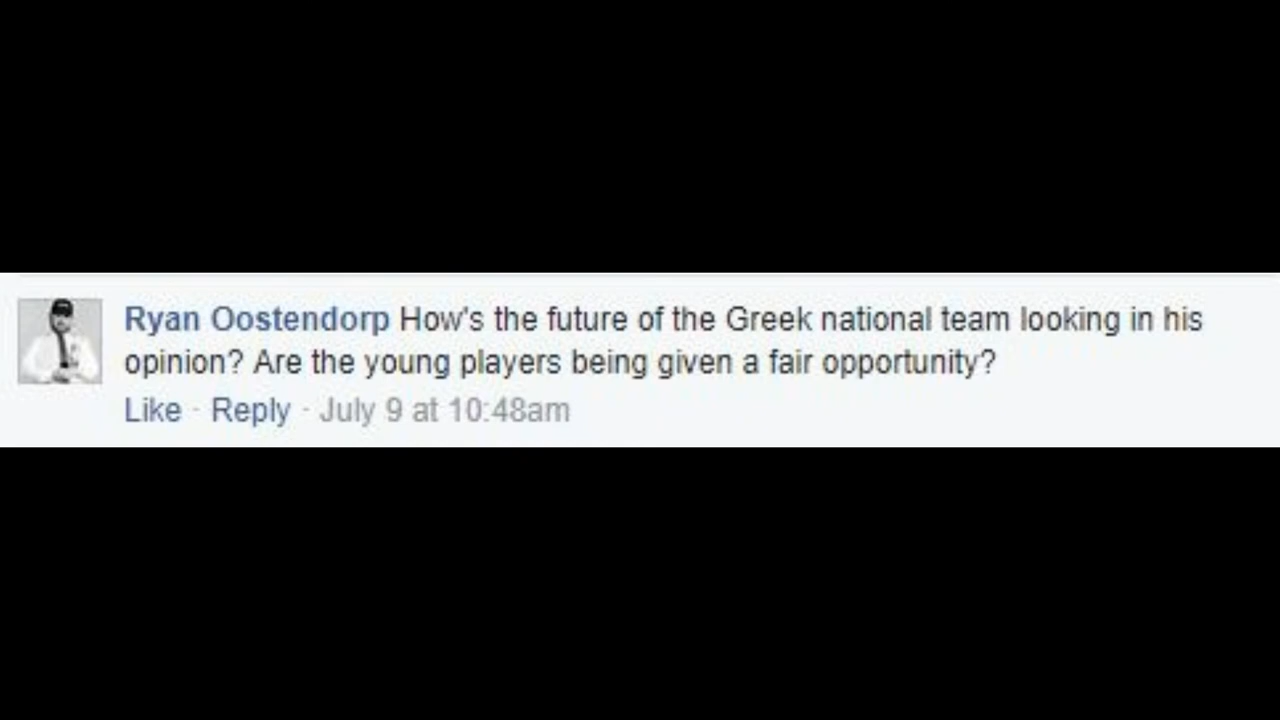 Ryan Oostendorp How's the future of the Greek national team looking in his
opinion? Are the young players being given a fair opportunity?
Like · Reply · July 9 at 10:48am